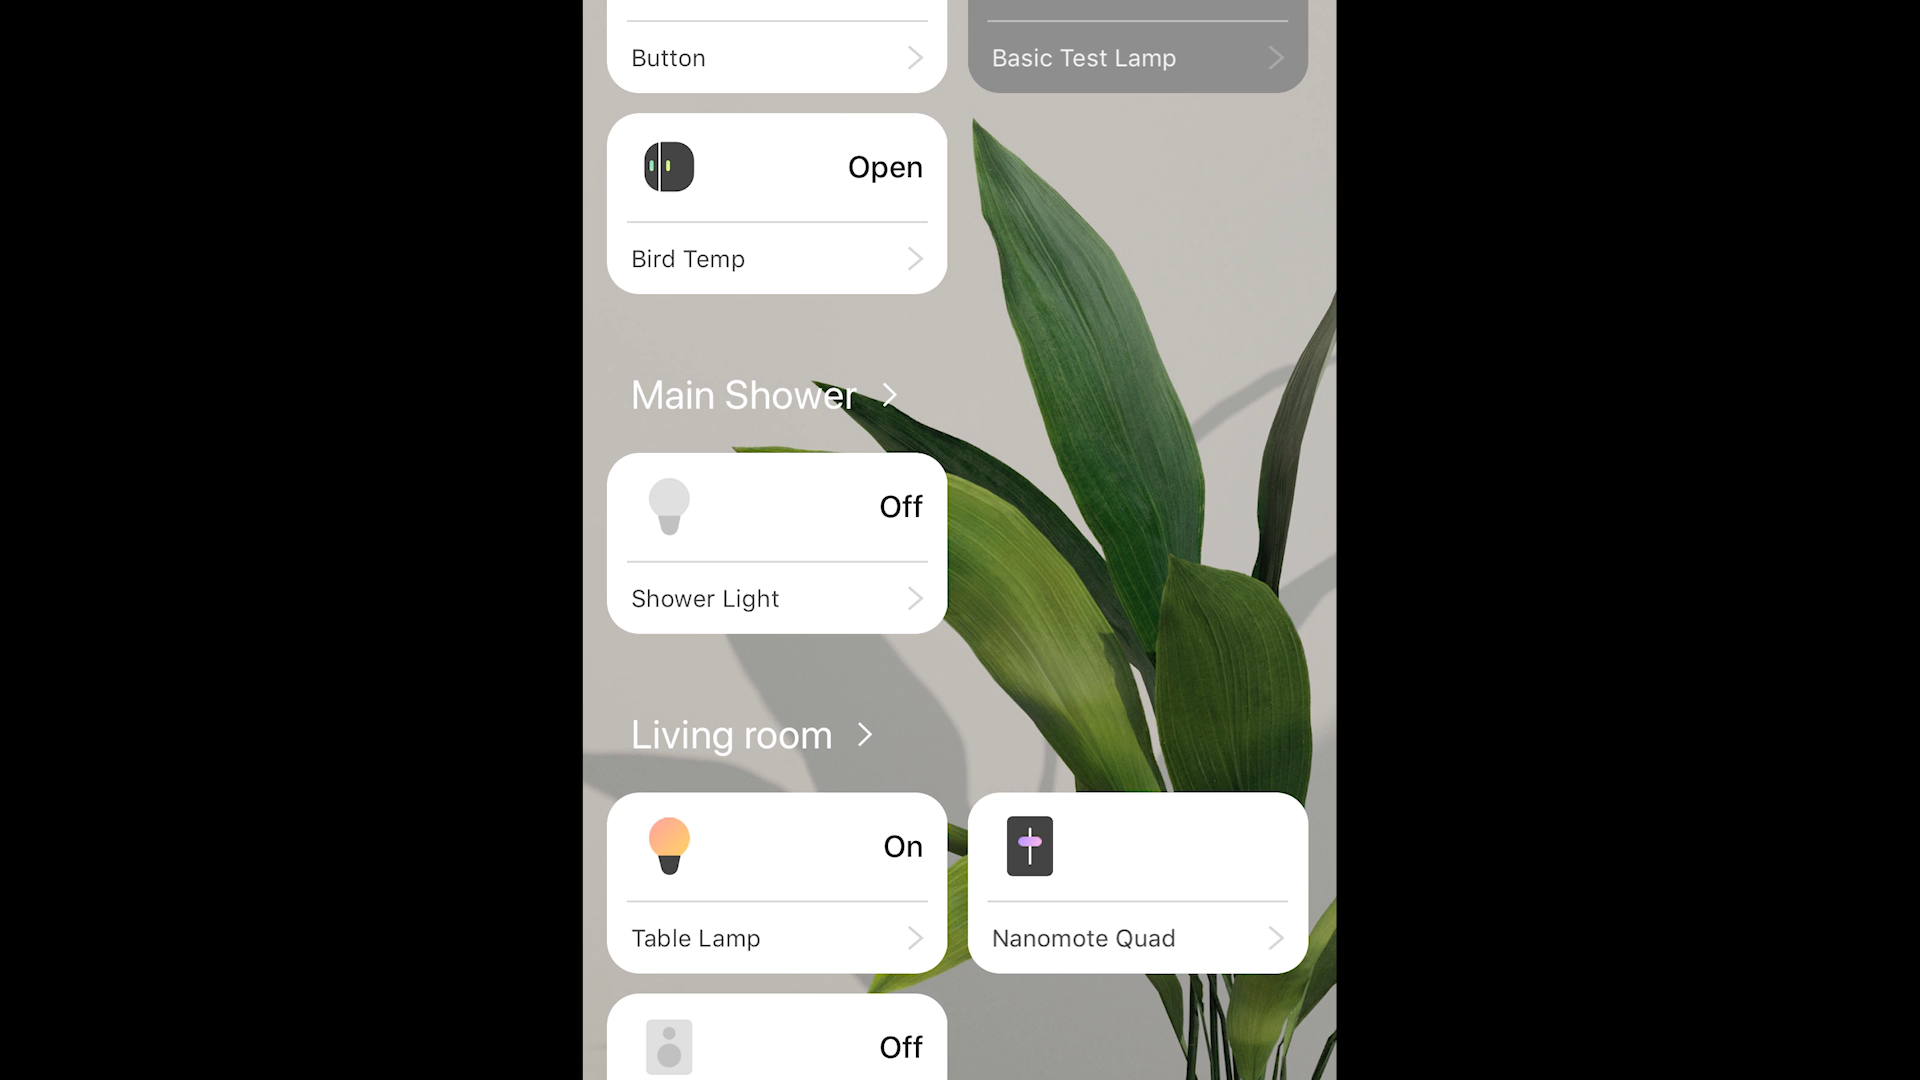 Button
Basic Test Lamp
Open
Bird Temp
Main Shower
Off
Shower Light
Living room
On
Table Lamp
Nanomote Quad
Off